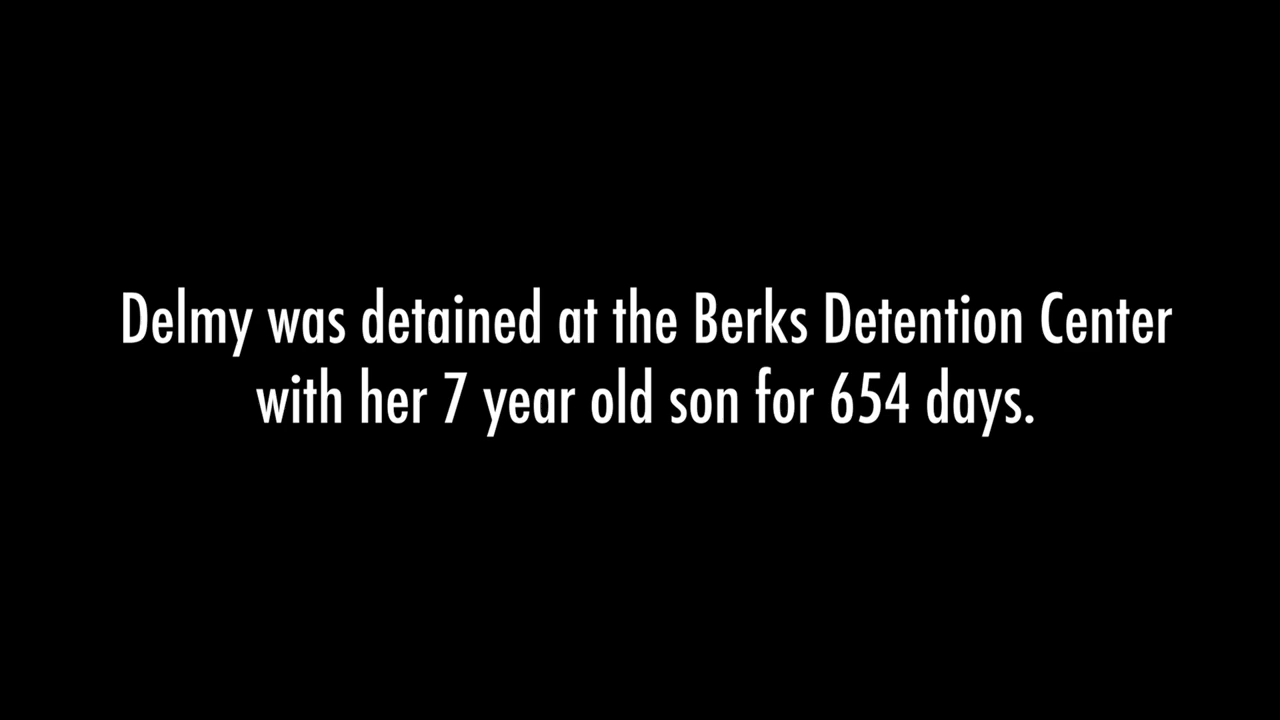 Delmy was detained at the Berks Detention Center
with her 7 year old son for 654 days.